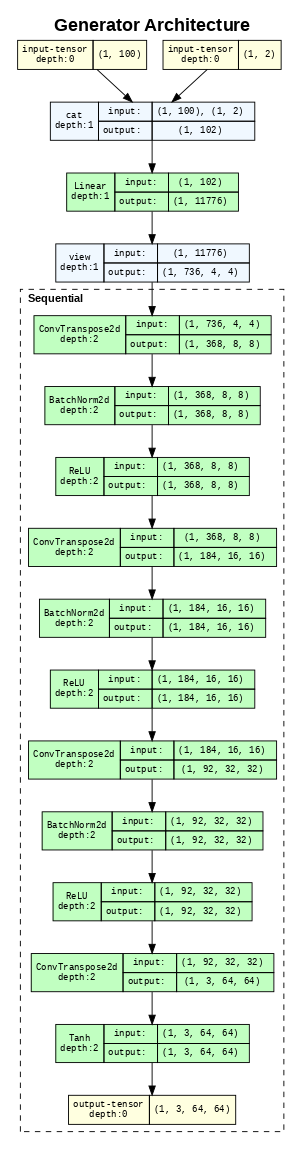 Generator Architecture
input-tensor
depth:0
(1, 100)
input-tensor
depth:0
(1, 2)
cat
depth:1
input:
(1, 100), (1, 2)
output:
(1, 102)
Linear
depth:1
input:
(1, 102)
output:
(1, 11776)
view
depth:1
input:
(1, 11776)
output:
(1, 736, 4, 4)
Sequential
ConvTranspose2d
depth:2
input:
(1, 736, 4, 4)
output:
(1, 368, 8, 8)
BatchNorm2d
depth:2
input:
(1, 368, 8, 8)
output:
(1, 368, 8, 8)
ReLU
depth:2
input:
(1, 368, 8, 8)
output:
(1, 368, 8, 8)
ConvTranspose2d
depth:2
input:
(1, 368, 8, 8)
output:
(1, 184, 16, 16)
BatchNorm2d
depth:2
input:
(1, 184, 16, 16)
output:
(1, 184, 16, 16)
ReLU
depth:2
input:
(1, 184, 16, 16)
output:
(1, 184, 16, 16)
ConvTranspose2d
depth:2
input:
(1, 184, 16, 16)
output:
(1, 92, 32, 32)
BatchNorm2d
depth:2
input:
(1, 92, 32, 32)
output:
(1, 92, 32, 32)
ReLU
depth:2
input:
(1, 92, 32, 32)
output:
(1, 92, 32, 32)
ConvTranspose2d
depth:2
input:
(1, 92, 32, 32)
output:
(1, 3, 64, 64)
Tanh
depth:2
input:
(1, 3, 64, 64)
output:
(1, 3, 64, 64)
output-tensor
depth:0
(1, 3, 64, 64)